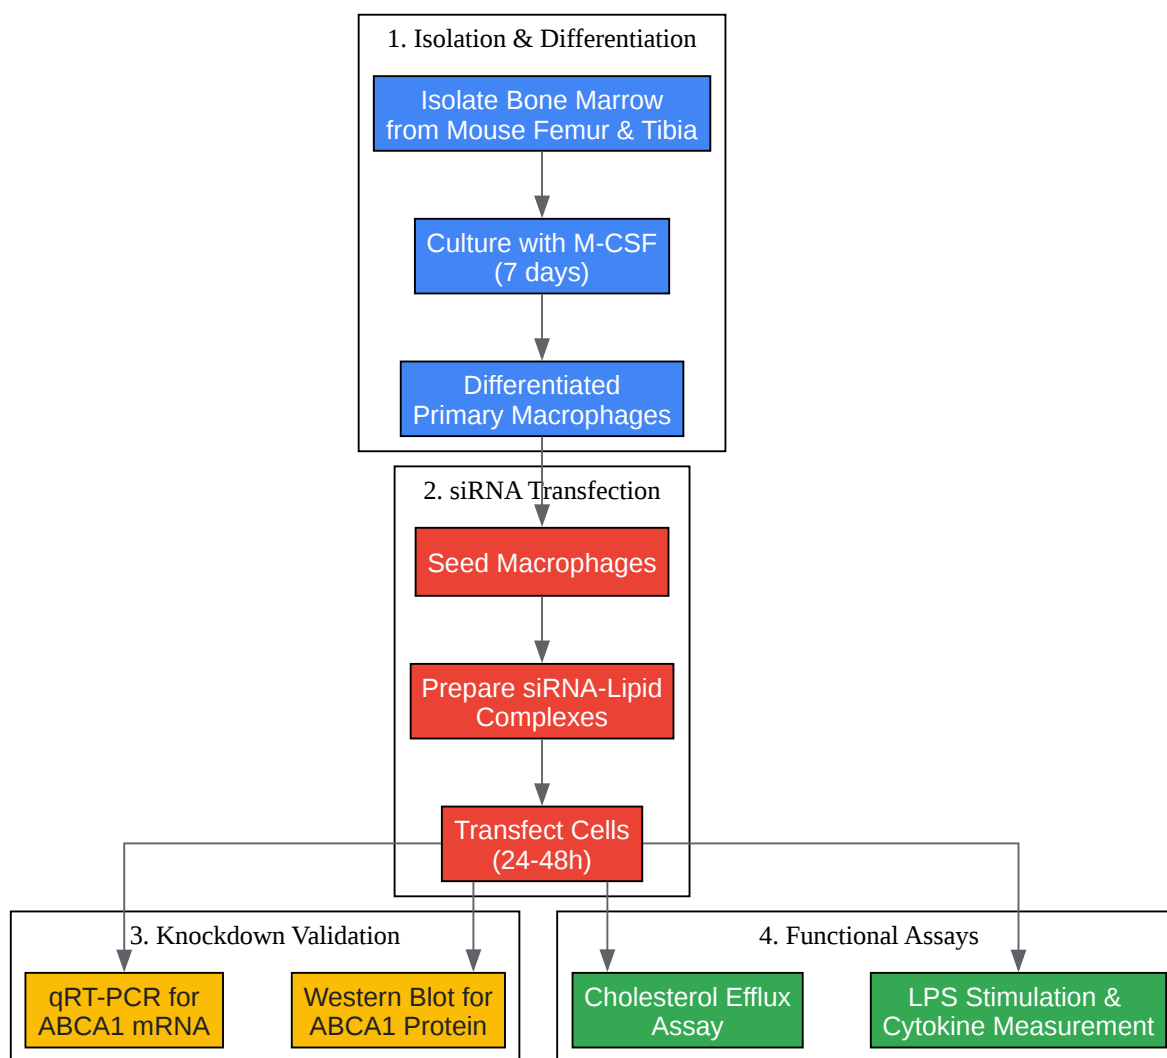 1. Isolation & Differentiation
Isolate Bone Marrow
from Mouse Femur & Tibia
Culture with M-CSF
(7 days)
Differentiated
Primary Macrophages
2. siRNA Transfection
Seed Macrophages
Prepare siRNA-Lipid
Complexes
Transfect Cells
(24-48h)
3. Knockdown Validation
qRT-PCR for
ABCA1 mRNA
Western Blot for
ABCA1 Protein
4. Functional Assays
Cholesterol Efflux
Assay
LPS Stimulation &
Cytokine Measurement